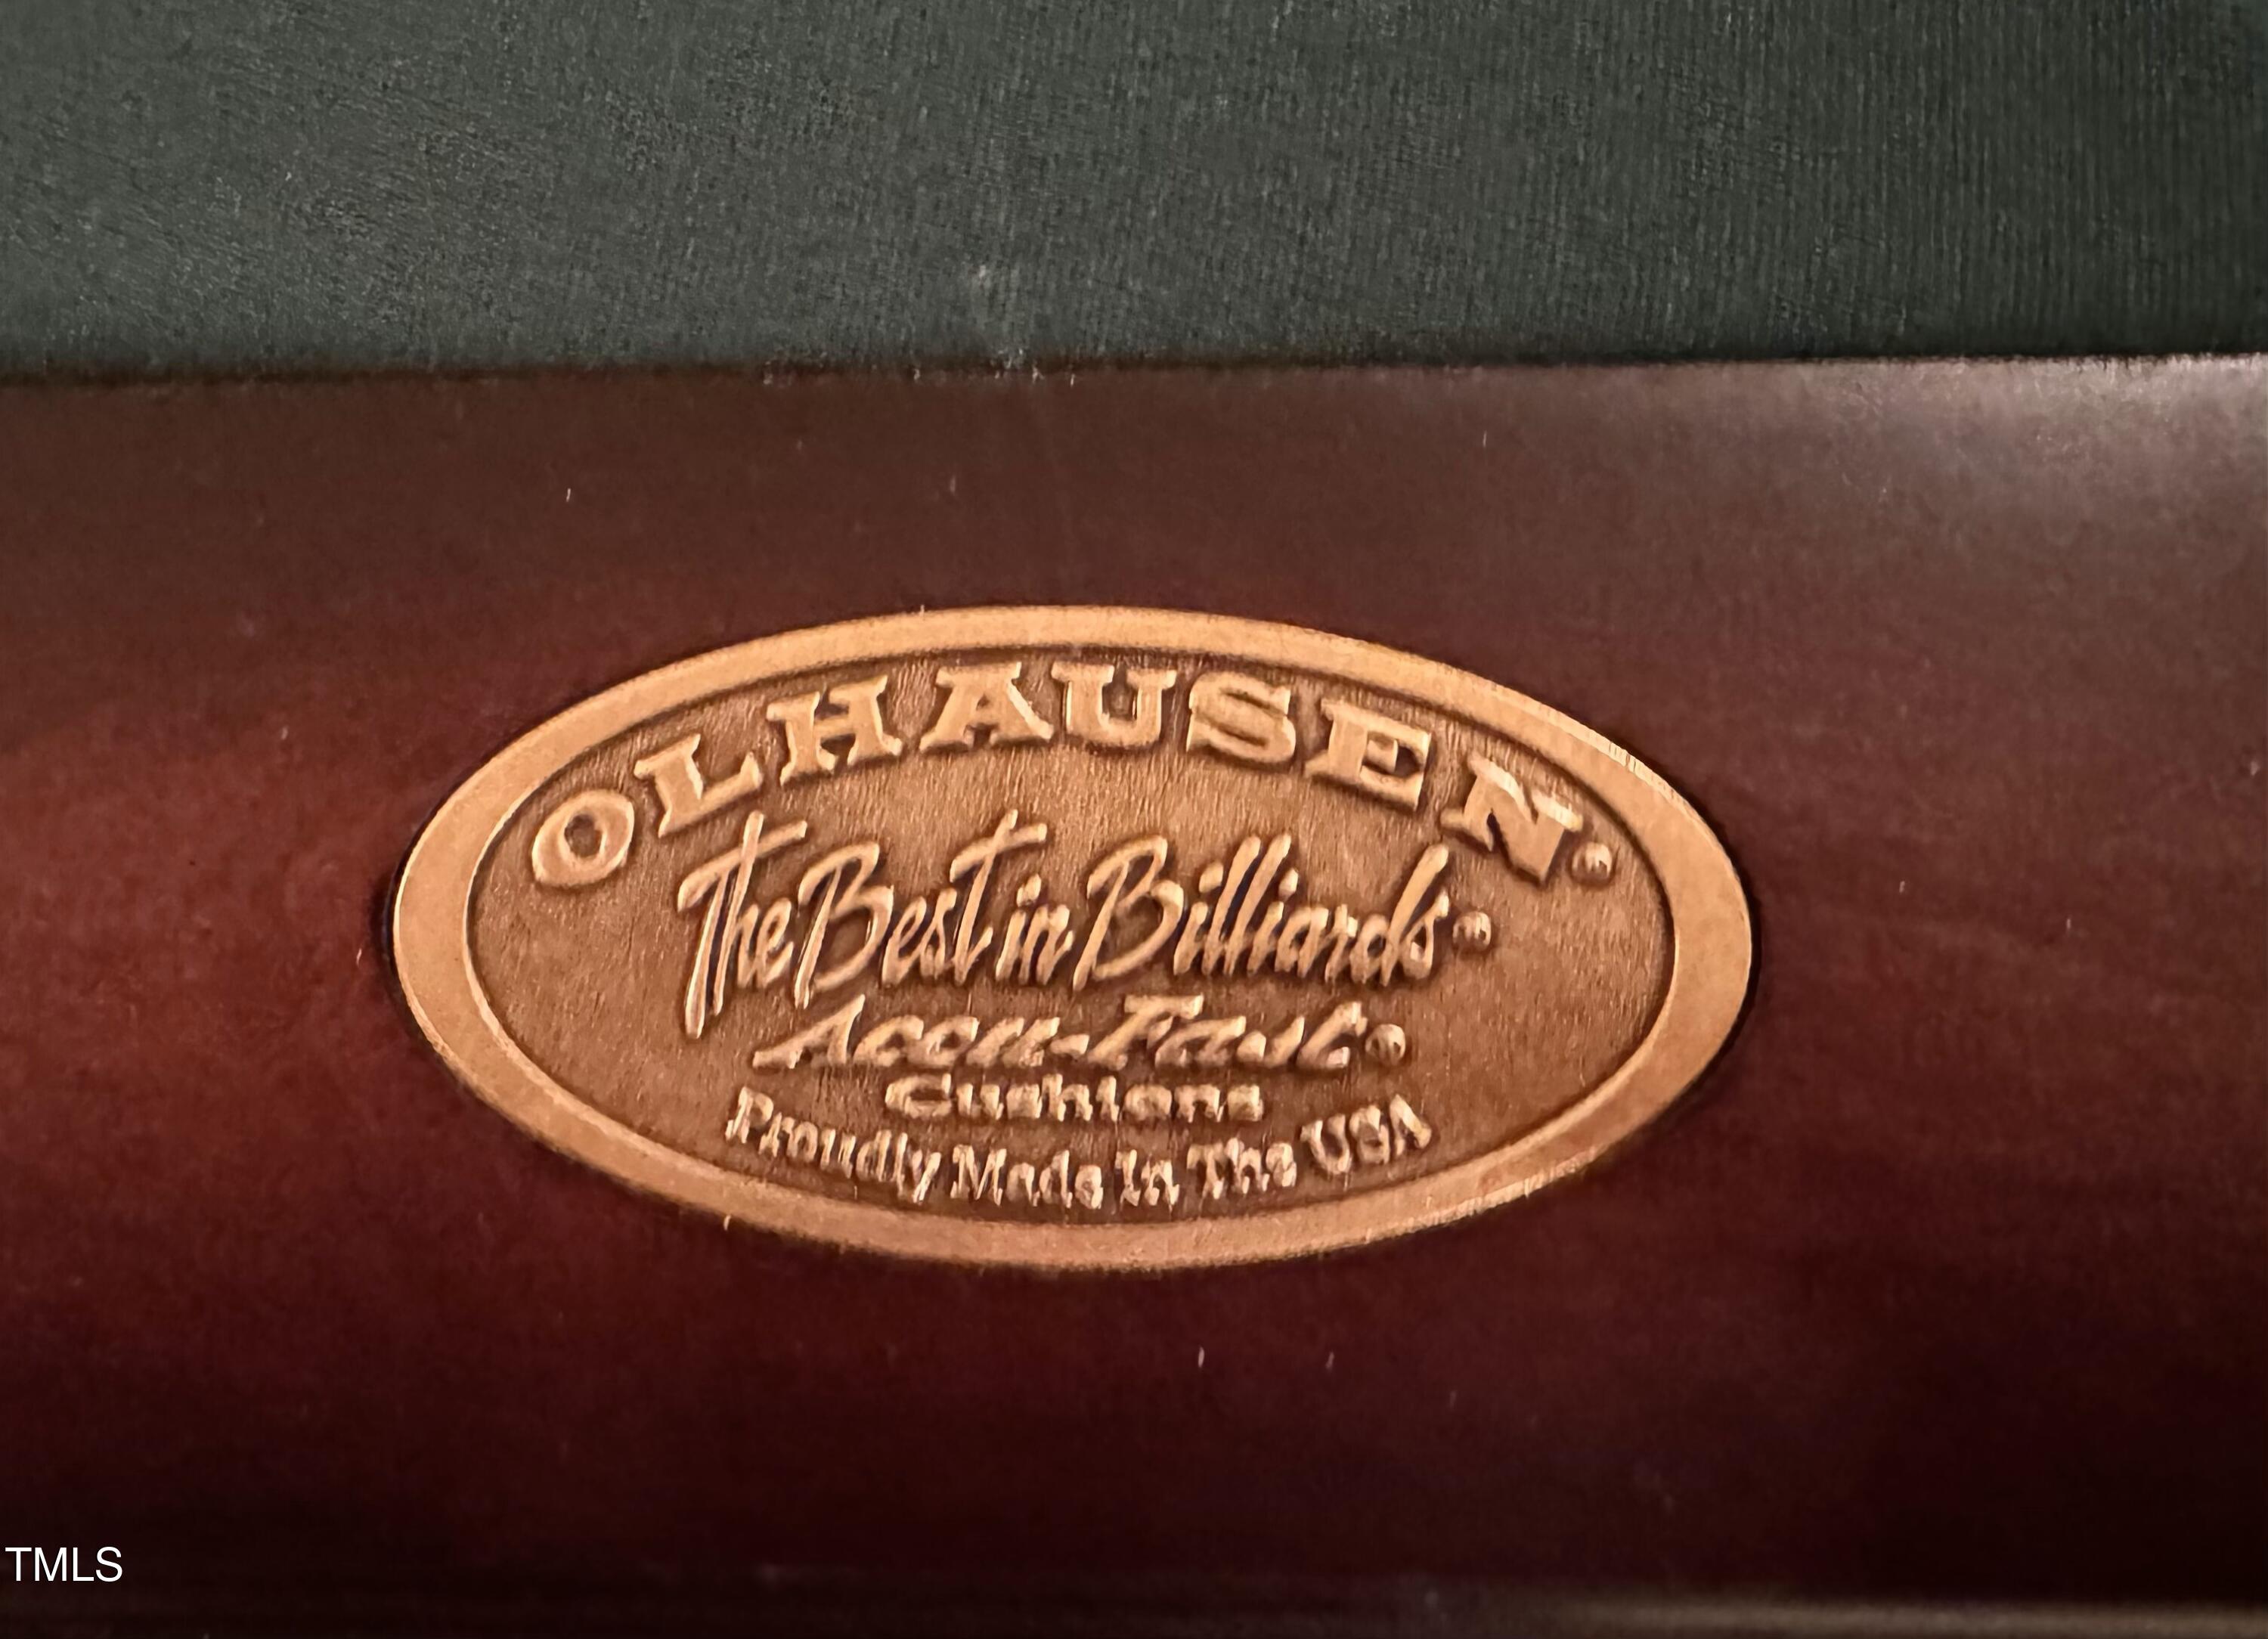 OLHAUSEN®
The Best in Billiards®
Accu-Fast®
Cushions
Proudly Made In The USA
TMLS